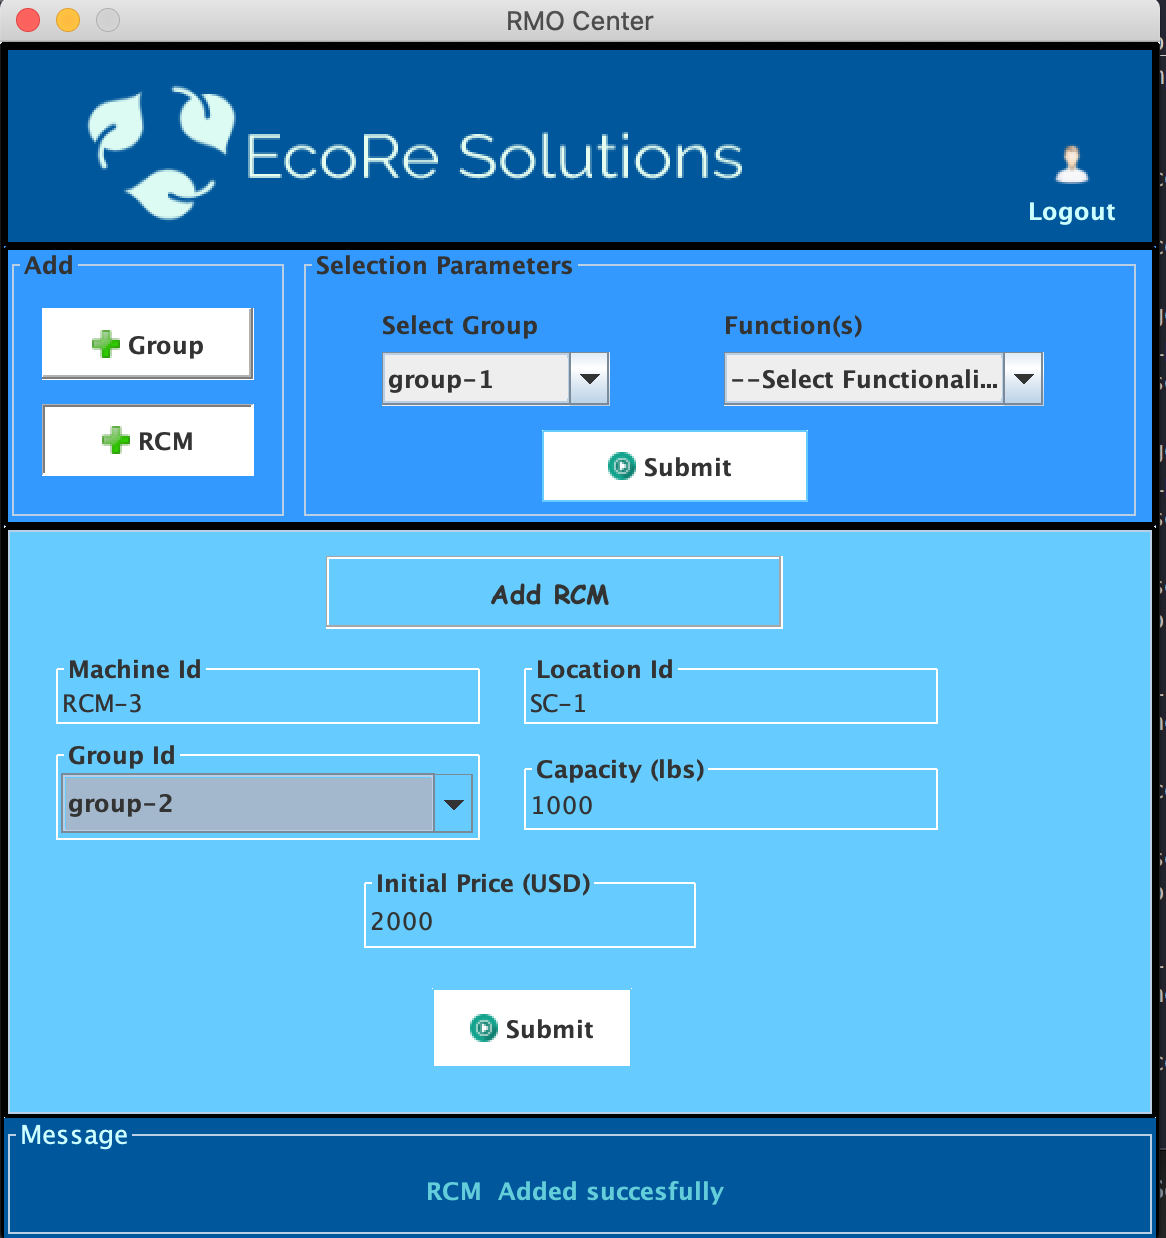 RMO Center
EcoRe Solutions
Logout
Add
Group
RCM
Selection Parameters
Select Group
Function(s)
group-1
--Select Functionali...
Submit
Add RCM
Machine Id
RCM-3
Location Id
SC-1
Group Id
group-2
Capacity (lbs)
1000
Initial Price (USD)
2000
Submit
Message
RCM  Added succesfully